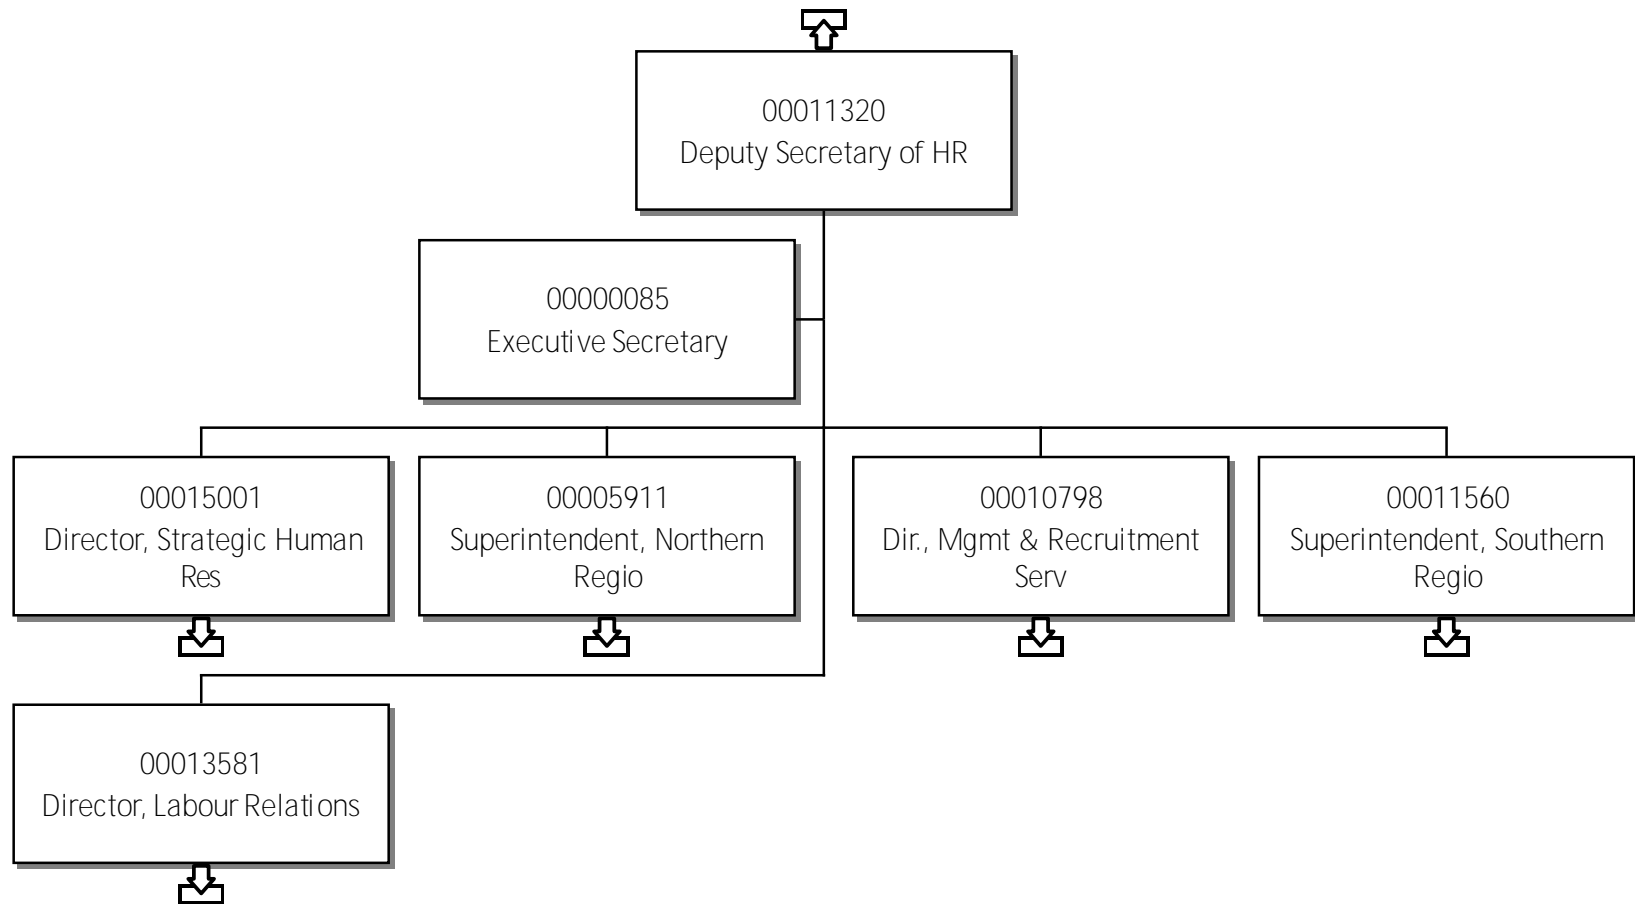 00011320
Deputy Secretary of HR
00000085
Executive Secretary
00015001
Director, Strategic Human
Res
00005911
Superintendent, Northern
Regio
00010798
Dir., Mgmt & Recruitment
Serv
00011560
Superintendent, Southern
Regio
00013581
Director, Labour Relations